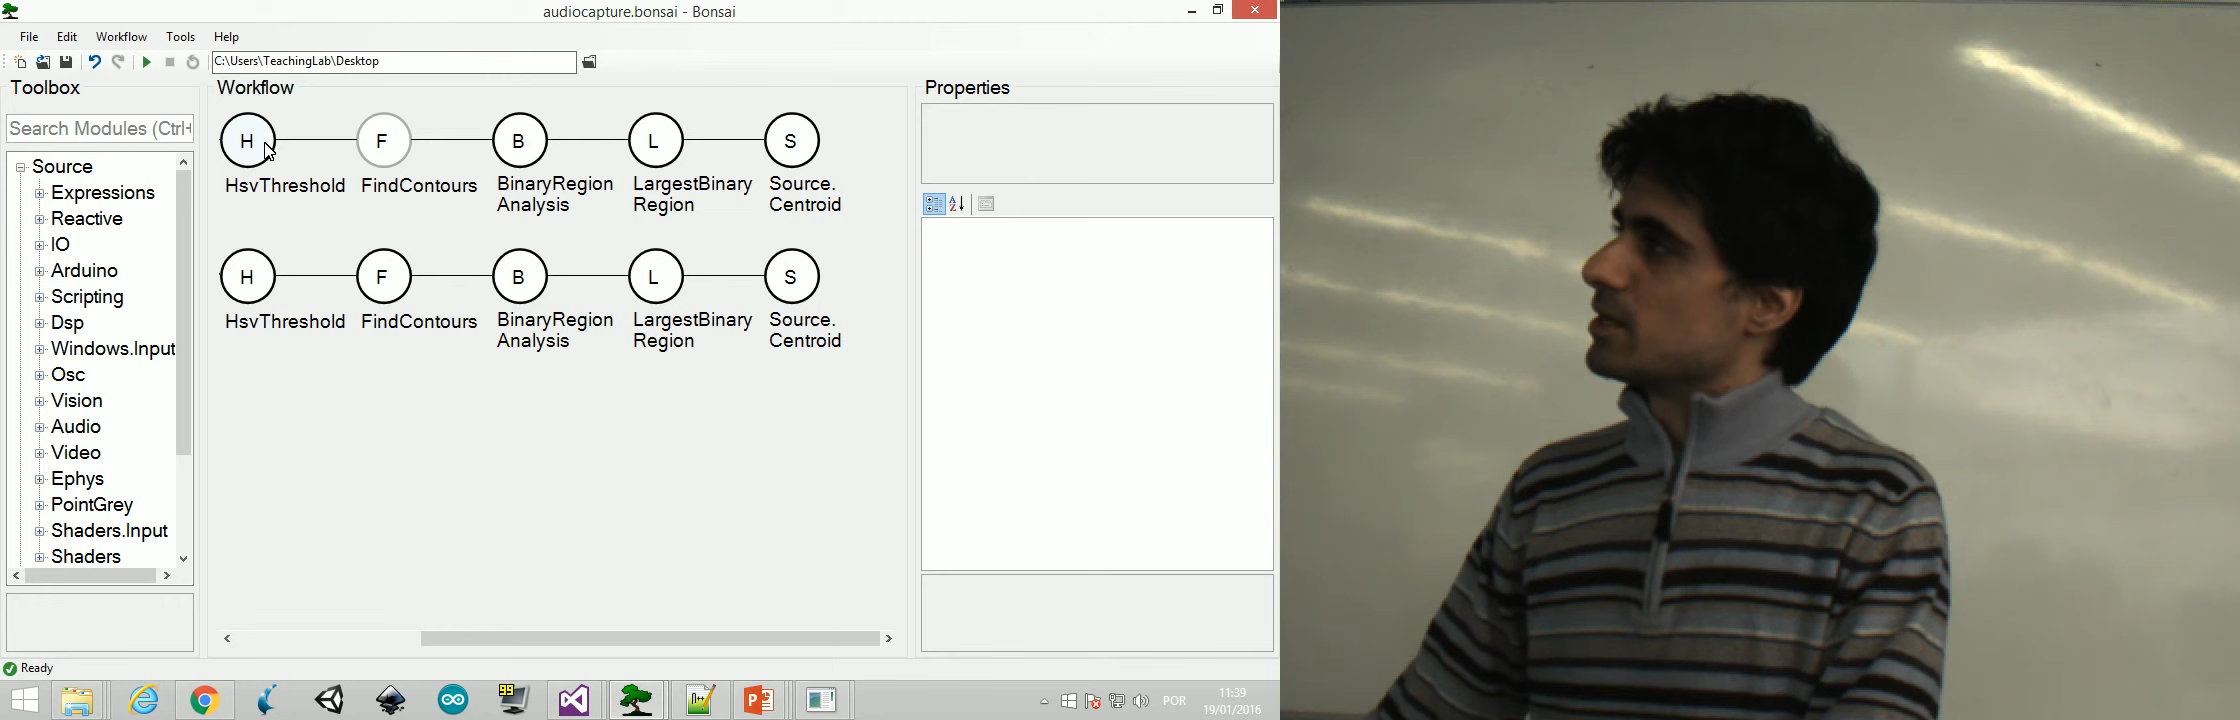 audiocapture.bonsai - Bonsai
File Edit Workflow Tools Help
C:\Users\TeachingLab\Desktop
Toolbox
Search Modules (Ctrl+
Source
Expressions
Reactive
IO
Arduino
Scripting
Dsp
Windows.Input
Osc
Vision
Audio
Video
Ephys
PointGrey
Shaders.Input
Shaders
Workflow
H F B L S
HsvThreshold FindContours BinaryRegion LargestBinary Source.
Analysis Region Centroid
H F B L S
HsvThreshold FindContours BinaryRegion LargestBinary Source.
Analysis Region Centroid
Properties
Ready
99
POR
11:39
19/01/2016